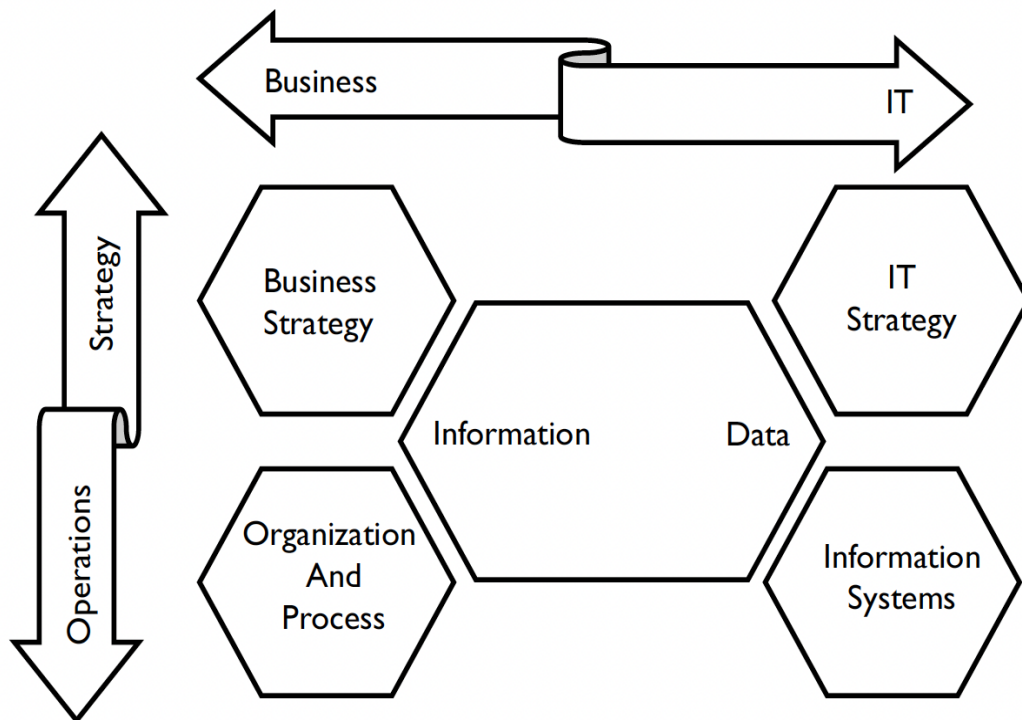 Business
IT
Strategy
Operations
Business
Strategy
IT
Strategy
Information
Data
Organization
And
Process
Information
Systems